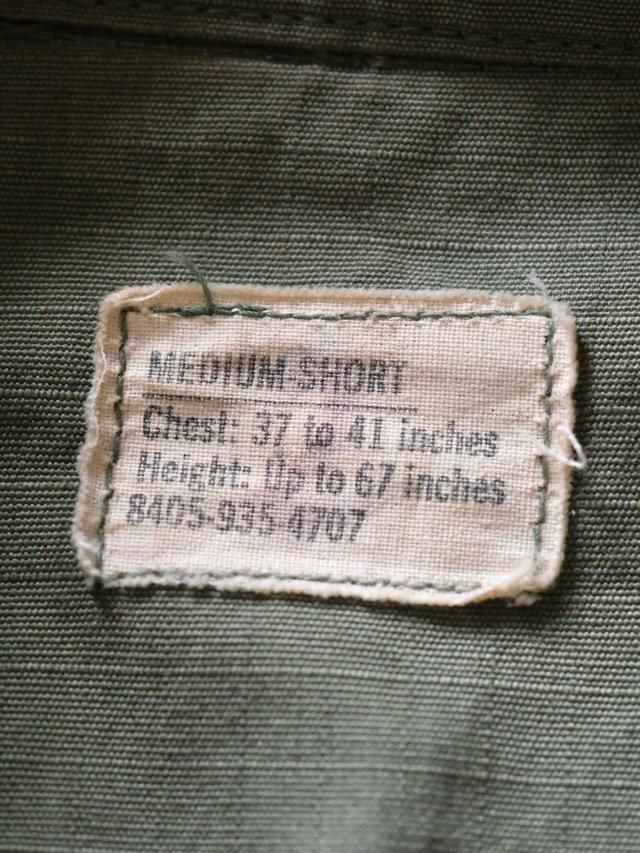 MEDIUM-SHORT
Chest: 37 to 41 inches
Height: Up to 67 inches
8405-935-4707